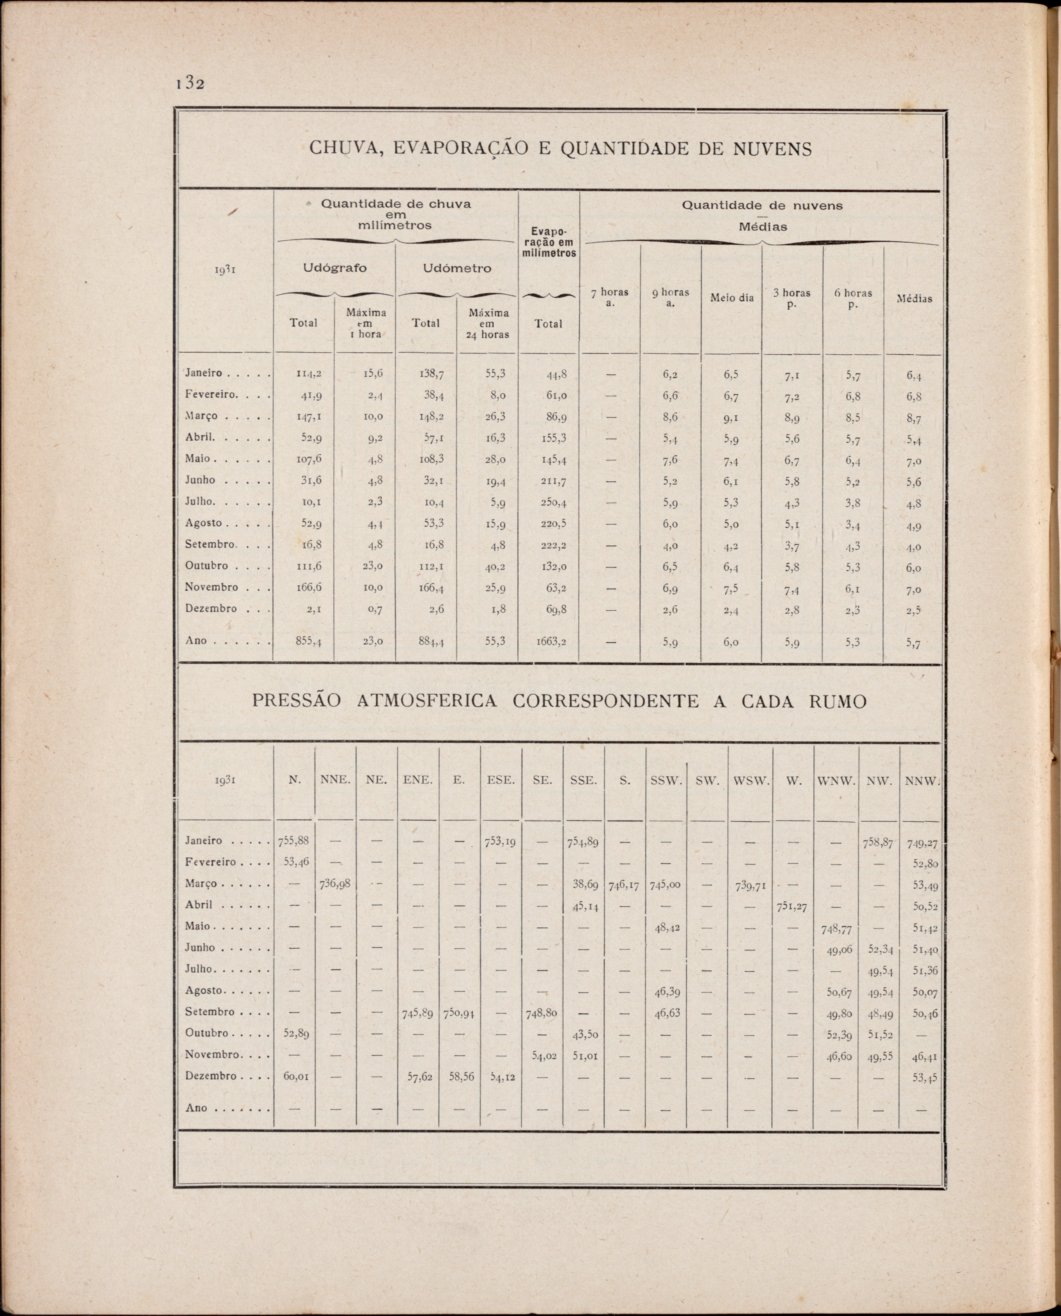 132
CHUVA, EVAPORAÇÃO E QUANTIDADE DE NUVENS
1931
Quantidade de chuva
em
milímetros
Evapo-
ração em
milímetros
Quantidade de nuvens
—
Médias
Udógrafo Udómetro
7 horas a. 9 horas a. Meio dia 3 horas p. 6 horas p. Médias
Total Máxima em 1 hora Total Máxima em 24 horas Total
Janeiro . . . . . 114,2 15,6 138,7 55,3 44,8 — 6,2 6,5 7,1 5,7 6,4
Fevereiro. . . . 41,9 2,4 38,4 8,0 61,0 — 6,6 6,7 7,2 6,8 6,8
Março . . . . . 147,1 10,0 148,2 26,3 86,9 — 8,6 9,1 8,9 8,5 8,7
Abril. . . . . . 52,9 9,2 57,1 16,3 155,3 — 5,4 5,9 5,6 5,7 5,4
Maio . . . . . . 107,6 4,8 108,3 28,0 145,4 — 7,6 7,4 6,7 6,4 7,0
Junho . . . . . 31,6 4,8 32,1 19,4 211,7 — 5,2 6,1 5,8 5,2 5,6
Julho. . . . . . 10,1 2,3 10,4 5,9 250,4 — 5,9 5,3 4,3 3,8 4,8
Agosto . . . . . 52,9 4,4 53,3 15,9 220,5 — 6,0 5,0 5,1 3,4 4,9
Setembro. . . . 16,8 4,8 16,8 4,8 222,2 — 4,0 4,2 3,7 4,3 4,0
Outubro . . . . 111,6 23,0 112,1 40,2 132,0 — 6,5 6,4 5,8 5,3 6,0
Novembro . . . 166,6 10,0 166,4 25,9 63,2 — 6,9 7,5 7,4 6,1 7,0
Dezembro . . . 2,1 0,7 2,6 1,8 69,8 — 2,6 2,4 2,8 2,3 2,5
Ano . . . . . . 855,4 23,0 884,4 55,3 1663,2 — 5,9 6,0 5,9 5,3 5,7
PRESSÃO ATMOSFERICA CORRESPONDENTE A CADA RUMO
1931 N. NNE. NE. ENE. E. ESE. SE. SSE. S. SSW. SW. WSW. W. WNW. NW. NNW.
Janeiro . . . . . 755,88 — — — — 753,19 — 754,89 — — — — — — 758,87 749,27
Fevereiro . . . . 53,46 — — — — — — — — — — — — — — 52,80
Março . . . . . . — 736,98 — — — — — 38,69 746,17 745,00 — 739,71 — — — 53,49
Abril . . . . . . — — — — — — — 45,14 — — — — 751,27 — — 50,52
Maio . . . . . . . — — — — — — — — — 48,42 — — — 748,77 — 51,42
Junho . . . . . . — — — — — — — — — — — — — 49,06 52,34 51,40
Julho. . . . . . . — — — — — — — — — — — — — — 49,54 51,36
Agosto. . . . . . — — — — — — — — — 46,39 — — — 50,67 49,54 50,07
Setembro . . . . — — — 745,89 750,94 — 748,80 — — 46,63 — — — 49,80 48,49 50,46
Outubro . . . . . 52,89 — — — — — — 43,50 — — — — — 52,39 51,52 —
Novembro. . . . — — — — — — 54,02 51,01 — — — — — 46,60 49,55 46,41
Dezembro . . . . 60,01 — — 57,62 58,56 54,12 — — — — — — — — — 53,45
Ano . . . . . . . — — — — — — — — — — — — — — — —